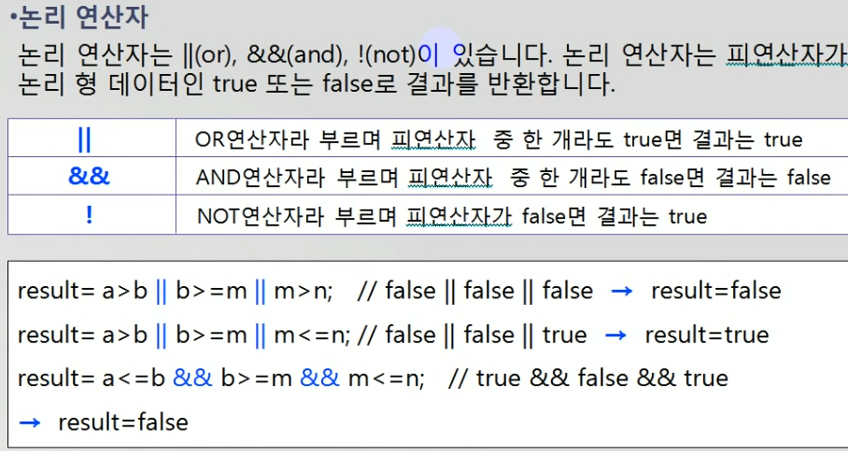 •논리 연산자
논리 연산자는 ||(or), &&(and), !(not)이 있습니다. 논리 연산자는 피연산자가
논리 형 데이터인 true 또는 false로 결과를 반환합니다.
|| OR연산자라 부르며 피연산자 중 한 개라도 true면 결과는 true
&& AND연산자라 부르며 피연산자 중 한 개라도 false면 결과는 false
! NOT연산자라 부르며 피연산자가 false면 결과는 true
result= a>b || b>=m || m>n; // false || false || false → result=false
result= a>b || b>=m || m<=n; // false || false || true → result=true
result= a<=b && b>=m && m<=n; // true && false && true
→ result=false